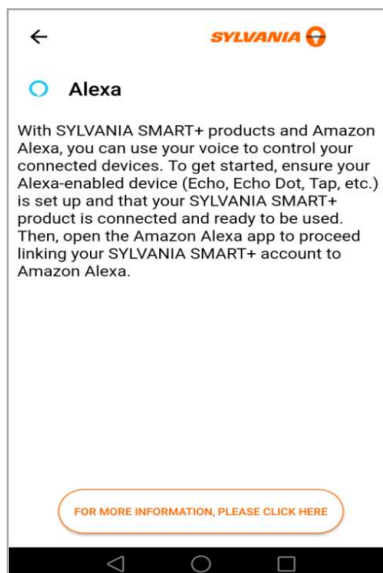 SYLVANIA
Alexa
With SYLVANIA SMART+ products and Amazon
Alexa, you can use your voice to control your
connected devices. To get started, ensure your
Alexa-enabled device (Echo, Echo Dot, Tap, etc.)
is set up and that your SYLVANIA SMART+
product is connected and ready to be used.
Then, open the Amazon Alexa app to proceed
linking your SYLVANIA SMART+ account to
Amazon Alexa.
FOR MORE INFORMATION, PLEASE CLICK HERE